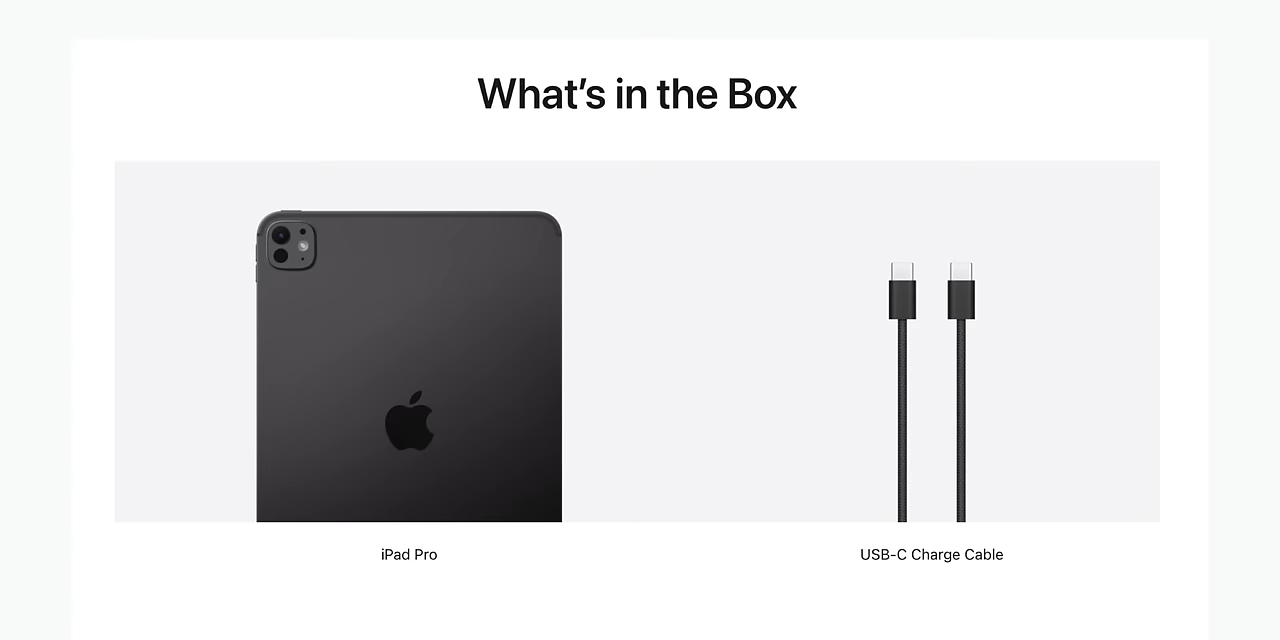 What’s in the Box
iPad Pro
USB-C Charge Cable